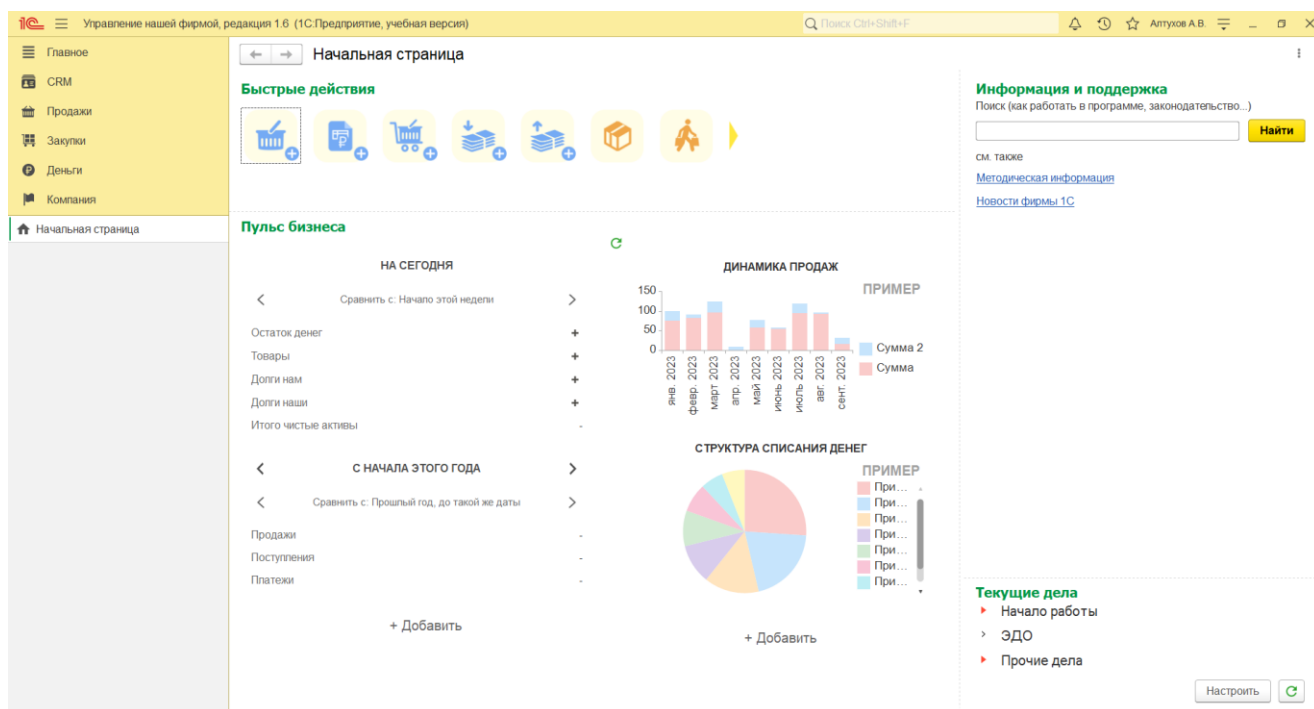 1С Управление нашей фирмой, редакция 1.6 (1С:Предприятие, учебная версия)
Поиск Ctrl+Shift+F
Алтухов А.В.
Главное
CRM
Продажи
Закупки
Деньги
Компания
Начальная страница
Начальная страница
Быстрые действия
Пульс бизнеса
НА СЕГОДНЯ
Сравнить с: Начало этой недели
Остаток денег +
Товары +
Долги нам +
Долги наши +
Итого чистые активы -
С НАЧАЛА ЭТОГО ГОДА
Сравнить с: Прошлый год, до такой же даты
Продажи -
Поступления -
Платежи -
+ Добавить
ДИНАМИКА ПРОДАЖ
ПРИМЕР
150
100
50
0
Сумма 2
Сумма
янв. 2023
февр. 2023
март 2023
апр. 2023
май 2023
июнь 2023
июль 2023
авг. 2023
сент. 2023
СТРУКТУРА СПИСАНИЯ ДЕНЕГ
ПРИМЕР
При...
При...
При...
При...
При...
При...
При...
+ Добавить
Информация и поддержка
Поиск (как работать в программе, законодательство...)
Найти
см. также
Методическая информация
Новости фирмы 1С
Текущие дела
Начало работы
ЭДО
Прочие дела
Настроить